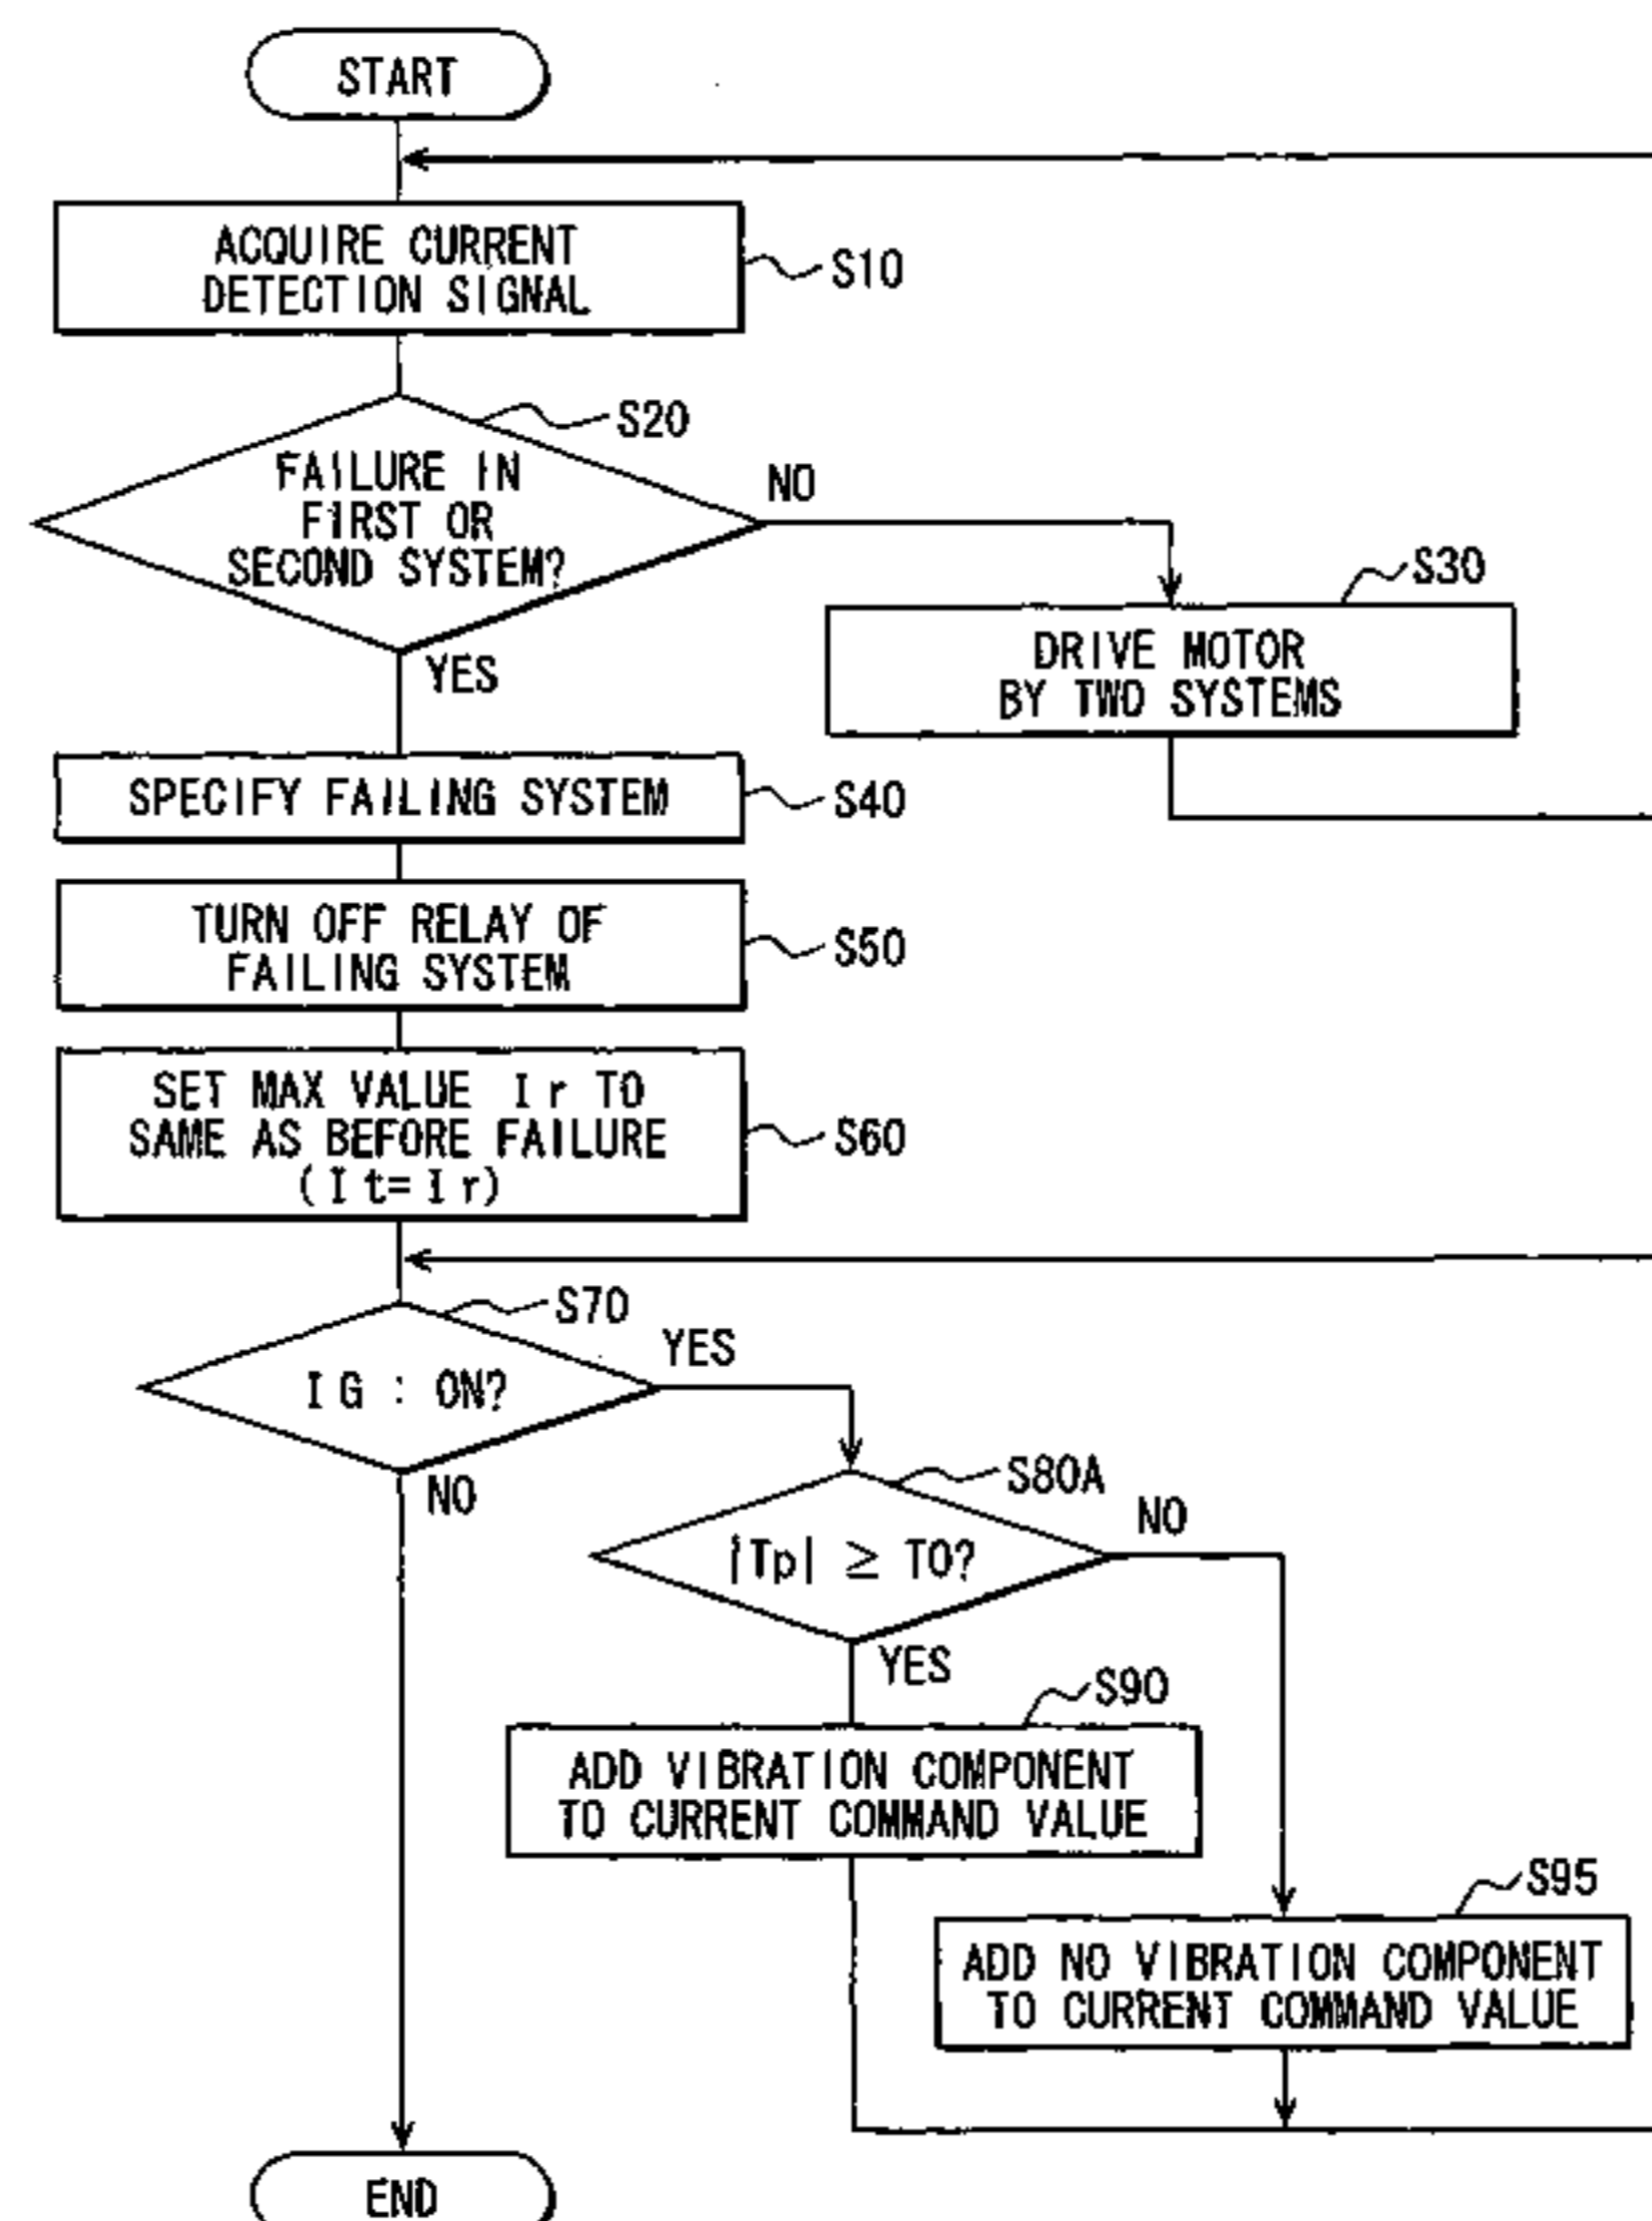 START
ACQUIRE CURRENT
DETECTION SIGNAL
S10
S20
FAILURE IN
FIRST OR
SECOND SYSTEM?
NO
YES
S30
DRIVE MOTOR
BY TWO SYSTEMS
SPECIFY FAILING SYSTEM
S40
TURN OFF RELAY OF
FAILING SYSTEM
S50
SET MAX VALUE Ir TO
SAME AS BEFORE FAILURE
(It=Ir)
S60
S70
IG : ON?
YES
NO
S80A
|Tp| ≥ T0?
NO
YES
S90
ADD VIBRATION COMPONENT
TO CURRENT COMMAND VALUE
S95
ADD NO VIBRATION COMPONENT
TO CURRENT COMMAND VALUE
END